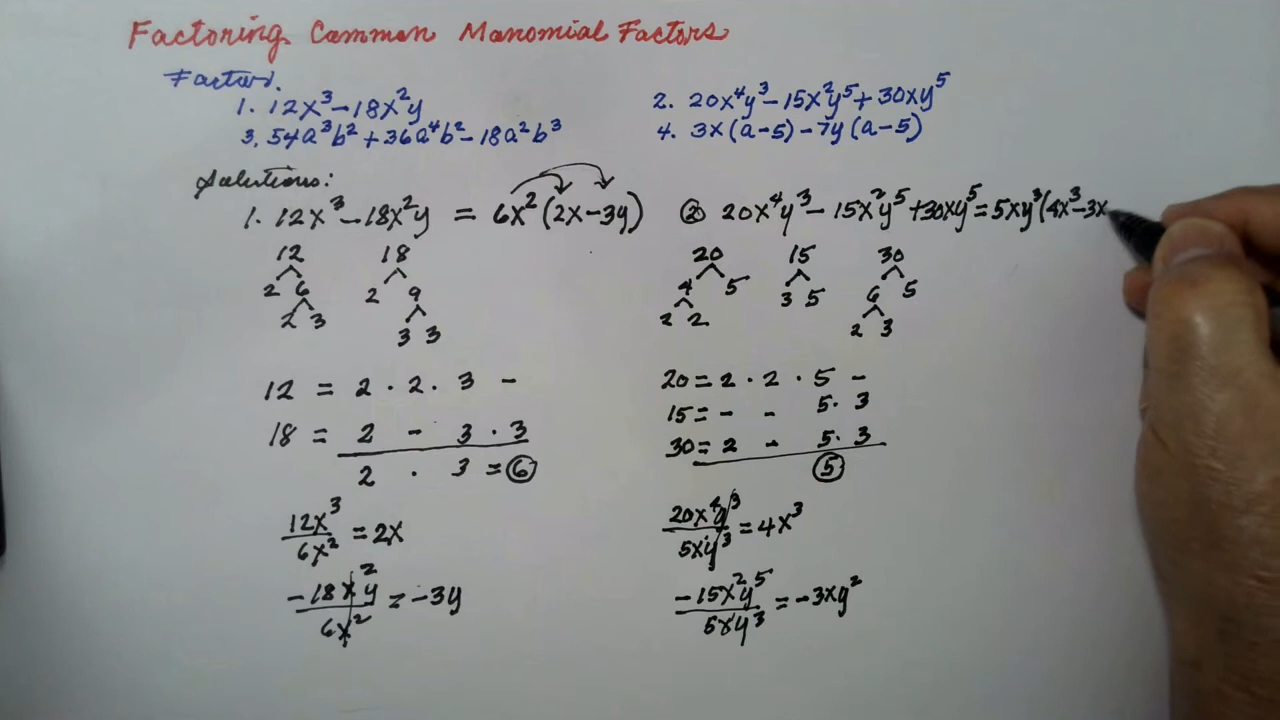 Factoring Common Monomial Factors
Factor.
1. 12x³ - 18x²y
2. 20x⁴y³ - 15x²y⁵ + 30xy⁵
3. 54a³b² + 36a⁴b² - 18a²b³
4. 3x(a-5) - 7y(a-5)
Solutions:
1. 12x³ - 18x²y = 6x²(2x - 3y)
12 18
2 6 2 9
2 3 3 3
12 = 2 · 2 · 3 -
18 = 2 - 3 · 3
2 · 3 = 6
12x³/6x² = 2x
-18x²y/6x² = -3y
② 20x⁴y³ - 15x²y⁵ + 30xy⁵ = 5xy³(4x³ - 3x
20 15 30
4 5 3 5 6 5
2 2 2 3
20 = 2 · 2 · 5 -
15 = - - 5 · 3
30 = 2 - 5 · 3
5
20x⁴y³/5xy³ = 4x³
-15x²y⁵/5xy³ = -3xy²